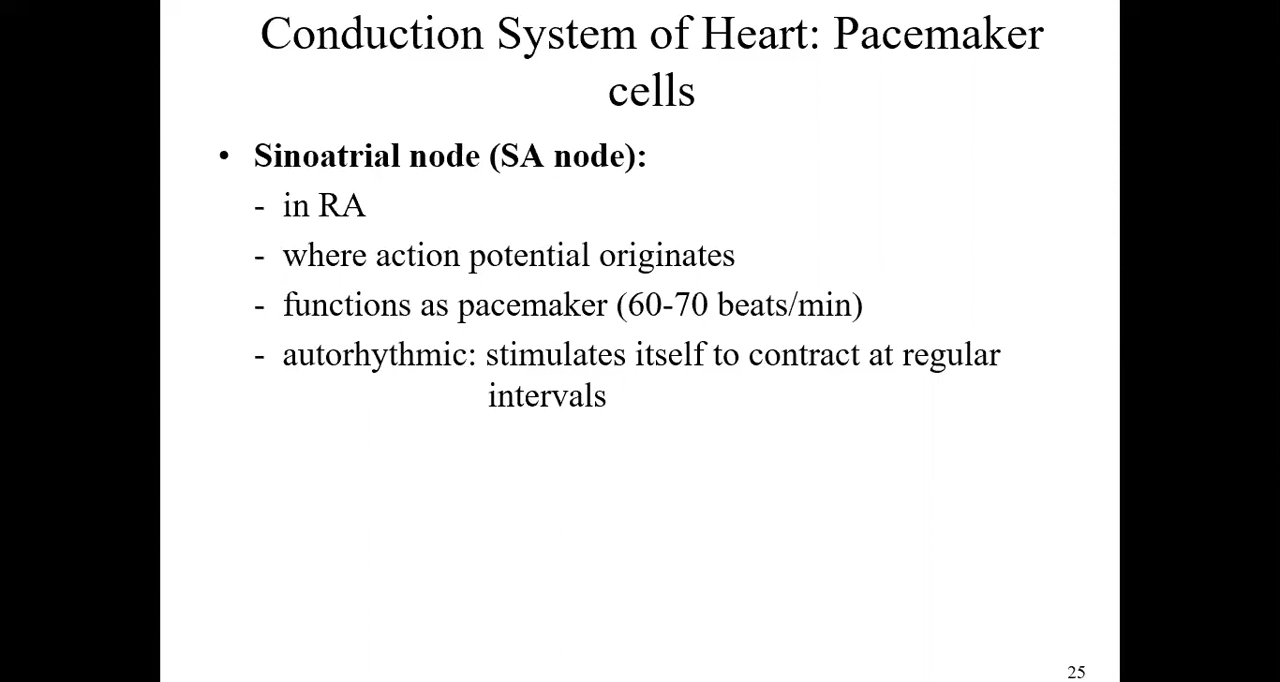 Conduction System of Heart: Pacemaker
cells
• Sinoatrial node (SA node):
- in RA
- where action potential originates
- functions as pacemaker (60-70 beats/min)
- autorhythmic: stimulates itself to contract at regular
intervals
25